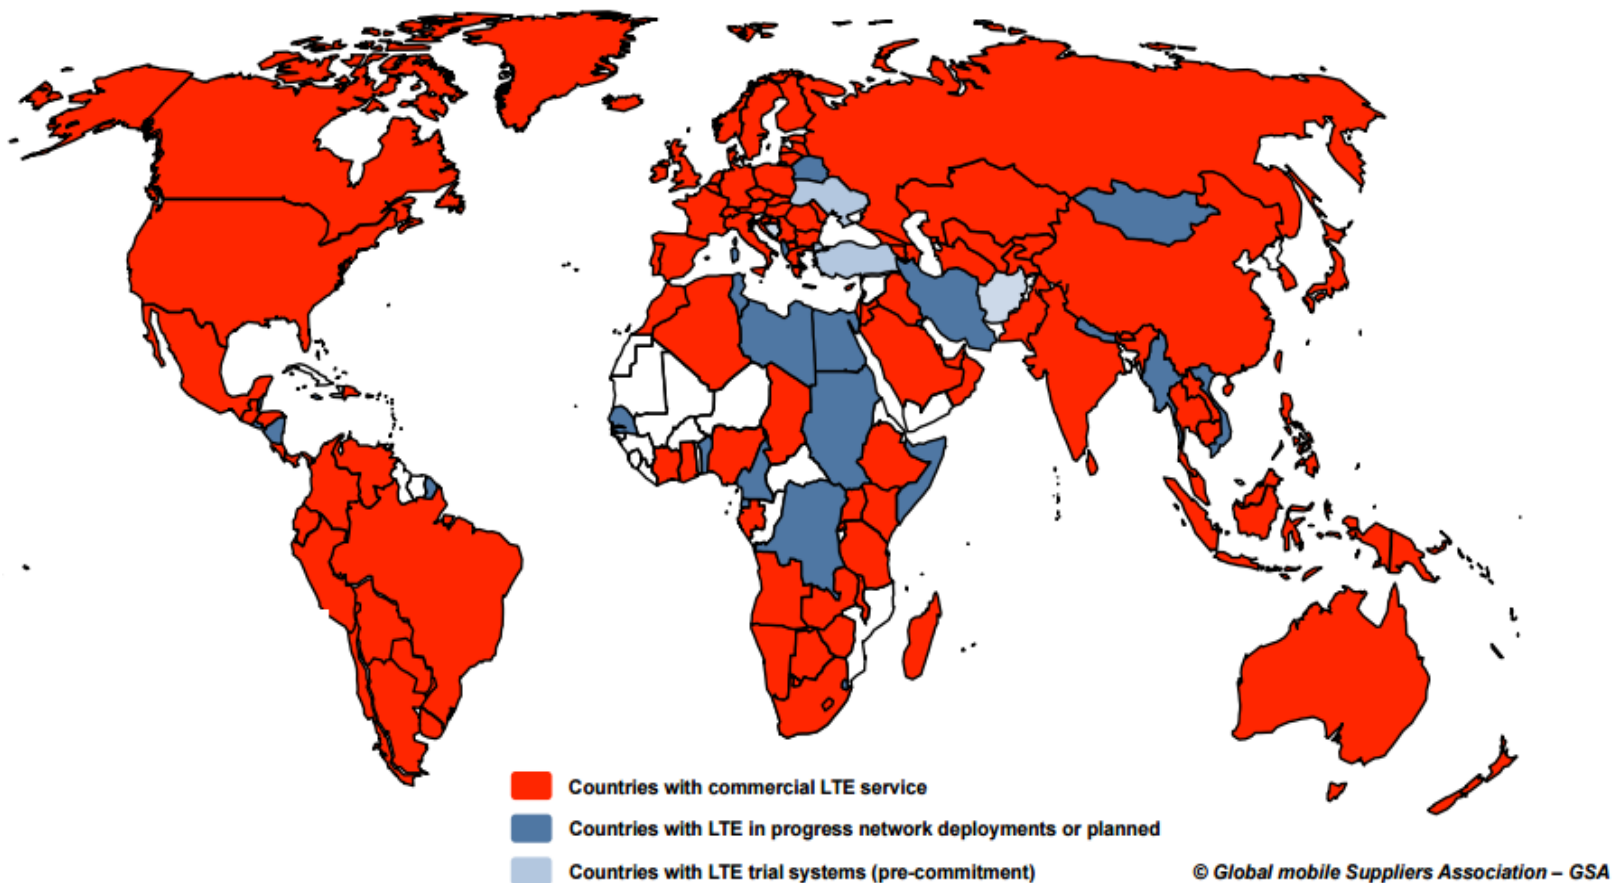 Countries with commercial LTE service
Countries with LTE in progress network deployments or planned
Countries with LTE trial systems (pre-commitment)
© Global mobile Suppliers Association – GSA